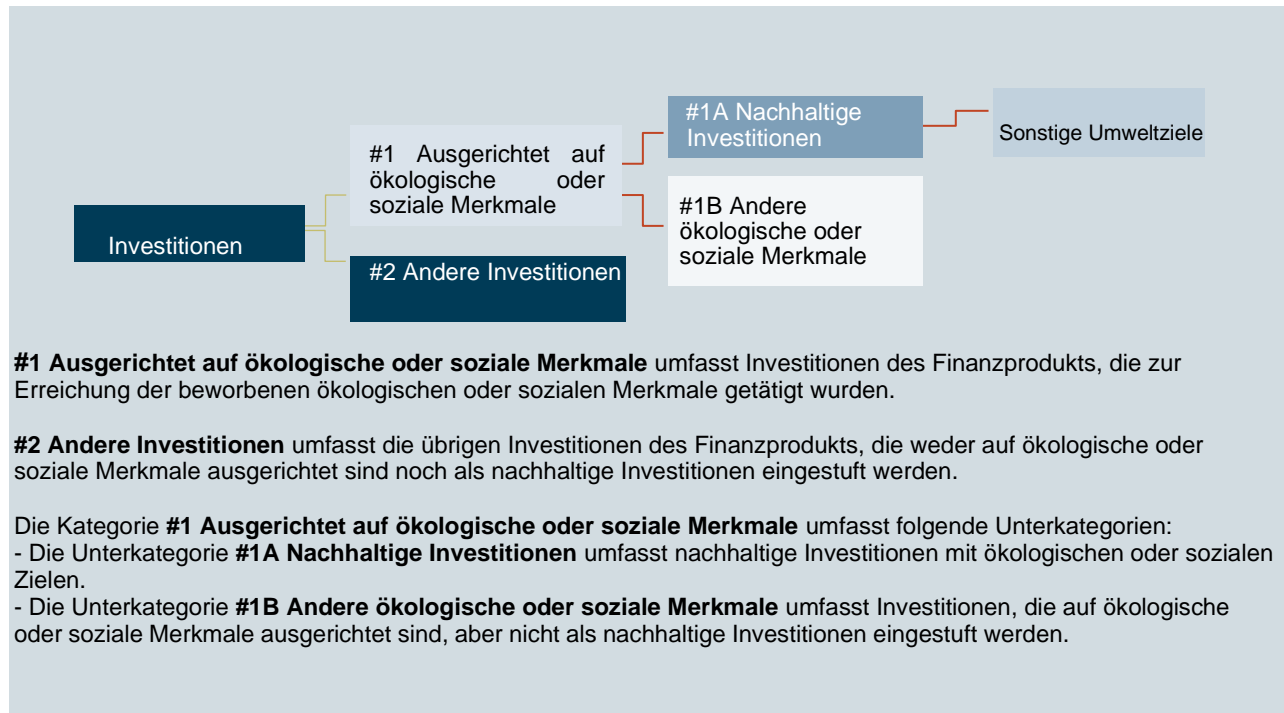 #1A Nachhaltige
Investitionen
Sonstige Umweltziele
#1 Ausgerichtet auf
ökologische oder
soziale Merkmale
#1B Andere
ökologische oder
soziale Merkmale
Investitionen
#2 Andere Investitionen
#1 Ausgerichtet auf ökologische oder soziale Merkmale umfasst Investitionen des Finanzprodukts, die zur
Erreichung der beworbenen ökologischen oder sozialen Merkmale getätigt wurden.
#2 Andere Investitionen umfasst die übrigen Investitionen des Finanzprodukts, die weder auf ökologische oder
soziale Merkmale ausgerichtet sind noch als nachhaltige Investitionen eingestuft werden.
Die Kategorie #1 Ausgerichtet auf ökologische oder soziale Merkmale umfasst folgende Unterkategorien:
- Die Unterkategorie #1A Nachhaltige Investitionen umfasst nachhaltige Investitionen mit ökologischen oder sozialen
Zielen.
- Die Unterkategorie #1B Andere ökologische oder soziale Merkmale umfasst Investitionen, die auf ökologische
oder soziale Merkmale ausgerichtet sind, aber nicht als nachhaltige Investitionen eingestuft werden.